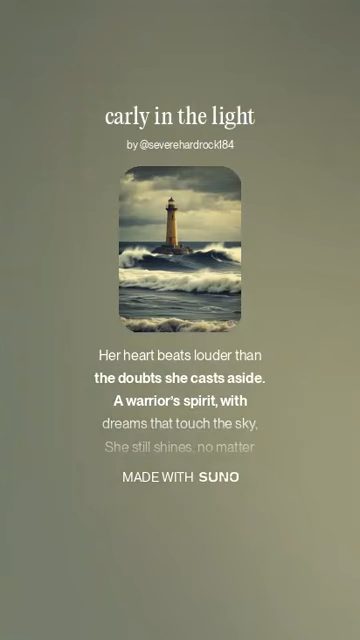 carly in the light
by @severehardrock184
Her heart beats louder than
the doubts she casts aside.
A warrior's spirit, with
dreams that touch the sky,
She still shines, no matter
MADE WITH SUNO